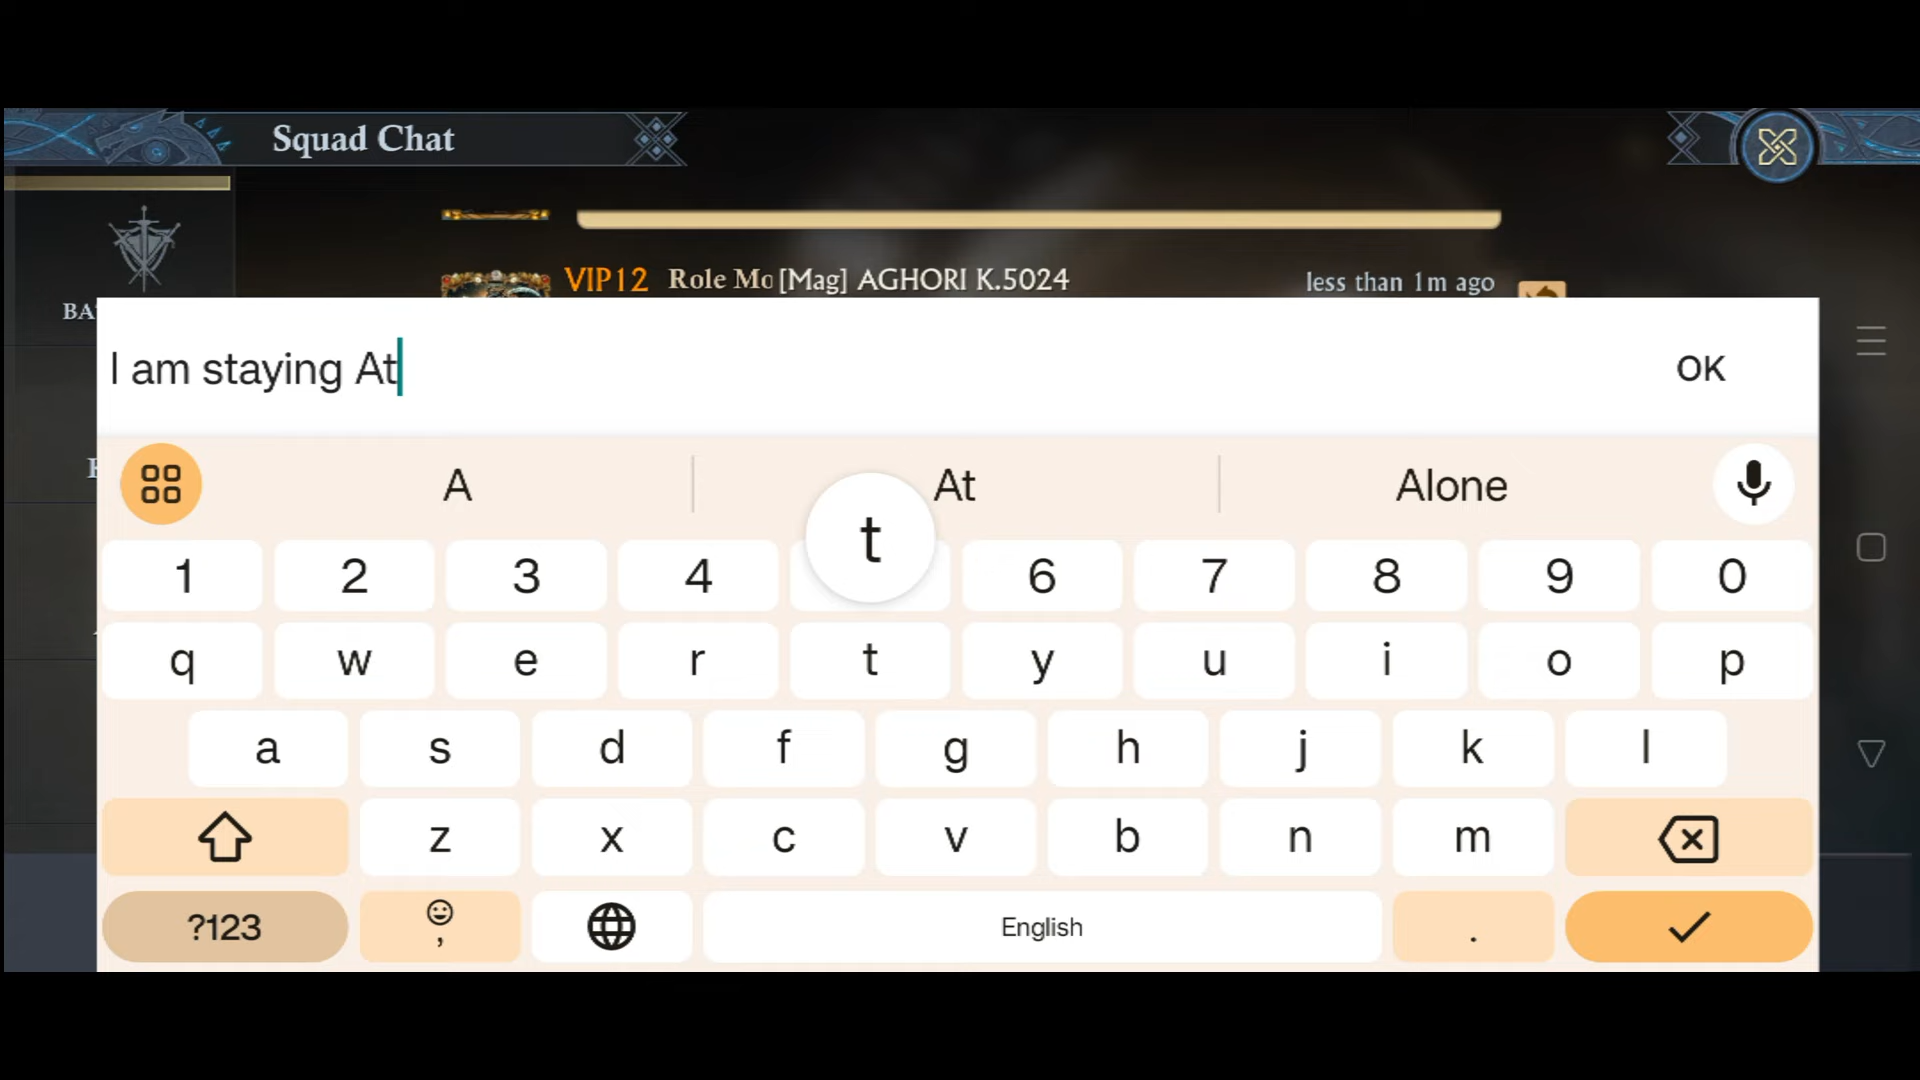 Squad Chat
VIP12 Role Mo [Mag] AGHORI K.5024 less than 1m ago
BA
I am staying At OK
A At Alone
t
1 2 3 4 6 7 8 9 0
q w e r t y u i o p
a s d f g h j k l
z x c v b n m
?123 , English .